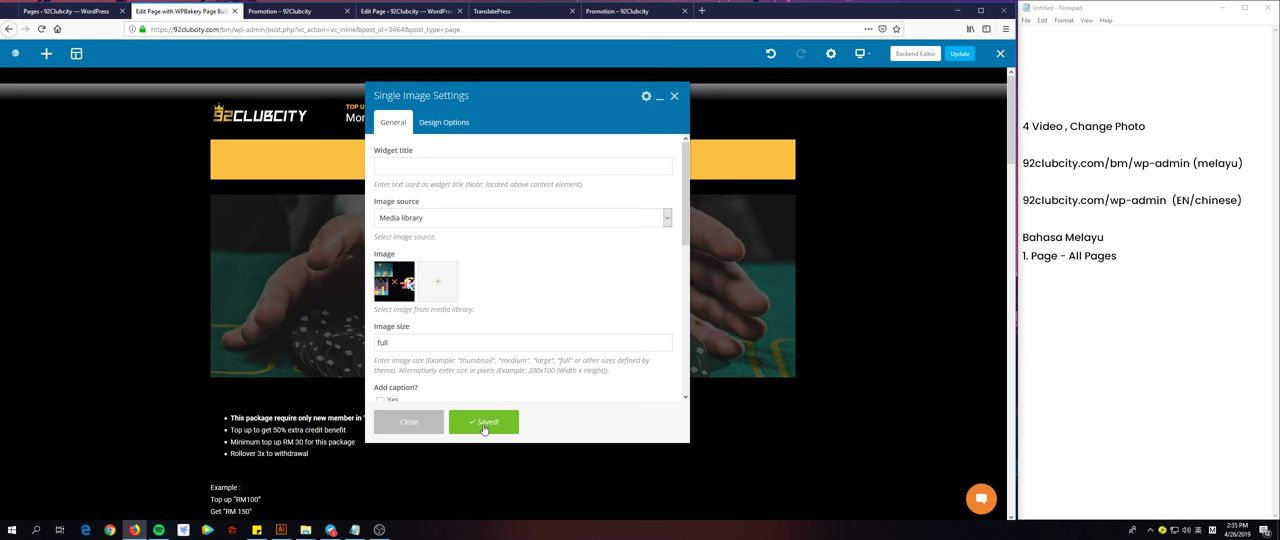 Pages ‹ 92Clubcity — WordPress
Edit Page with WPBakery Page Buil
Promotion – 92Clubcity
Edit Page ‹ 92Clubcity — WordPre
TranslatePress
Promotion – 92Clubcity
https://92clubcity.com/bm/wp-admin/post.php?vc_action=vc_inline&post_id=3464&post_type=page
Backend Editor
Update
92CLUBCITY
TOP U
Mor
Single Image Settings
General
Design Options
Widget title
Enter text used as widget title (Note: located above content element).
Image source
Media library
Select image source.
Image
Select image from media library.
Image size
full
Enter image size (Example: "thumbnail", "medium", "large", "full" or other sizes defined by
theme). Alternatively enter size in pixels (Example: 200x100 (Width x Height)).
Add caption?
Yes
Close
Saved!
This package require only new member in "
Top up to get 50% extra credit benefit
Minimum top up RM 30 for this package
Rollover 3x to withdrawal
Example :
Top up "RM100"
Get "RM 150"
Untitled - Notepad
File Edit Format View Help
4 Video , Change Photo
92clubcity.com/bm/wp-admin (melayu)
92clubcity.com/wp-admin (EN/chinese)
Bahasa Melayu
1. Page - All Pages
2:35 PM
4/26/2019